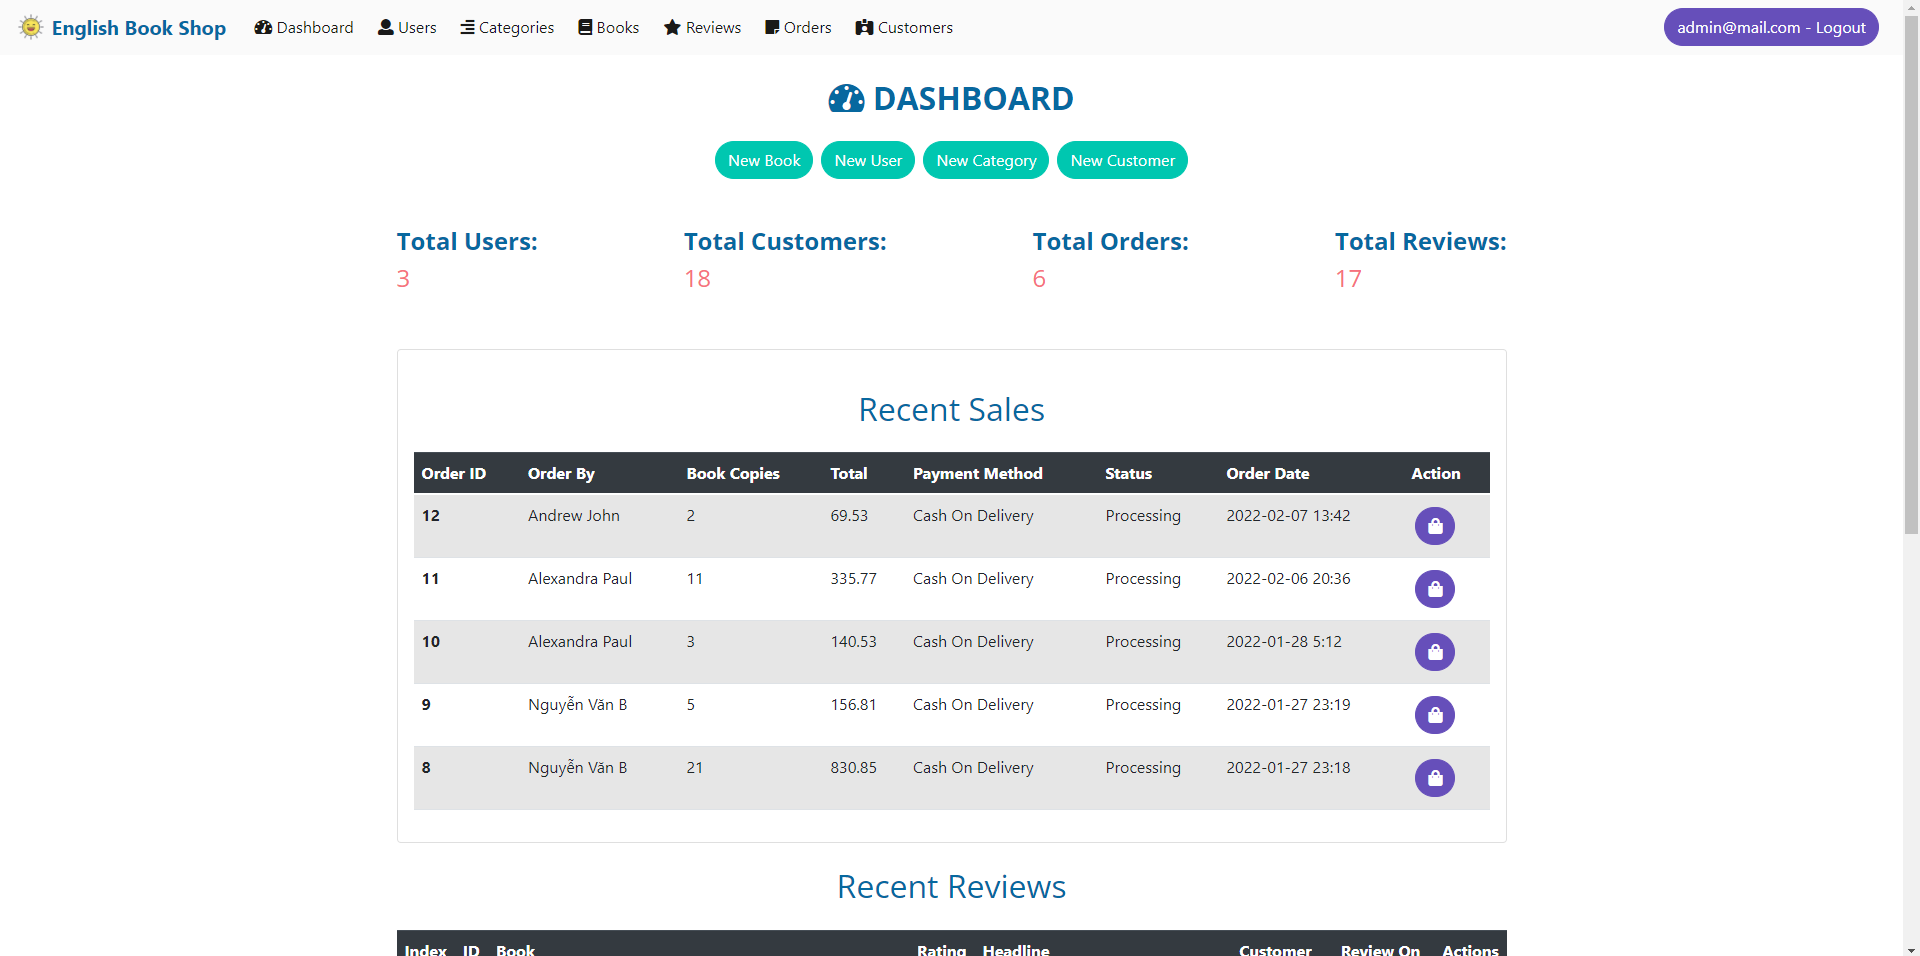 English Book Shop Dashboard Users Categories Books Reviews Orders Customers admin@mail.com - Logout
DASHBOARD
New Book New User New Category New Customer
Total Users: Total Customers: Total Orders: Total Reviews:
3 18 6 17
Recent Sales
Order ID Order By Book Copies Total Payment Method Status Order Date Action
12 Andrew John 2 69.53 Cash On Delivery Processing 2022-02-07 13:42
11 Alexandra Paul 11 335.77 Cash On Delivery Processing 2022-02-06 20:36
10 Alexandra Paul 3 140.53 Cash On Delivery Processing 2022-01-28 5:12
9 Nguyễn Văn B 5 156.81 Cash On Delivery Processing 2022-01-27 23:19
8 Nguyễn Văn B 21 830.85 Cash On Delivery Processing 2022-01-27 23:18
Recent Reviews
Index ID Book Rating Headline Customer Review On Actions